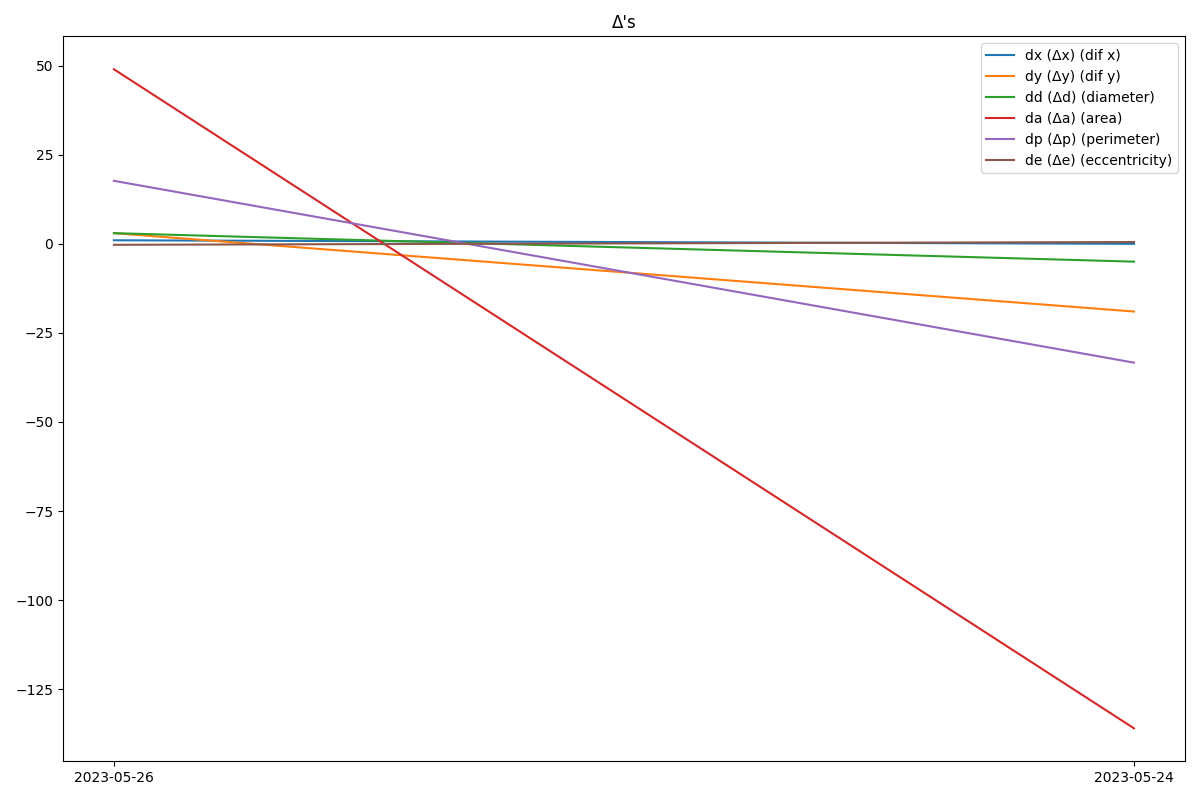 Δ's
dx (Δx) (dif x)
dy (Δy) (dif y)
dd (Δd) (diameter)
da (Δa) (area)
dp (Δp) (perimeter)
de (Δe) (eccentricity)
50
25
0
−25
−50
−75
−100
−125
2023-05-26
2023-05-24